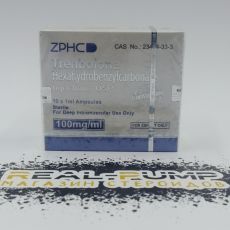 ZPHC
CAS No.: 23
-33-3
Trenbolone
Hexahydrobenzylcarbonate
10 x 1ml Ampoules
Sterile
For Deep Intramuscular Use Only
100mg/ml
REAL-PUMP
МАГАЗИН СТЕРОИДОВ